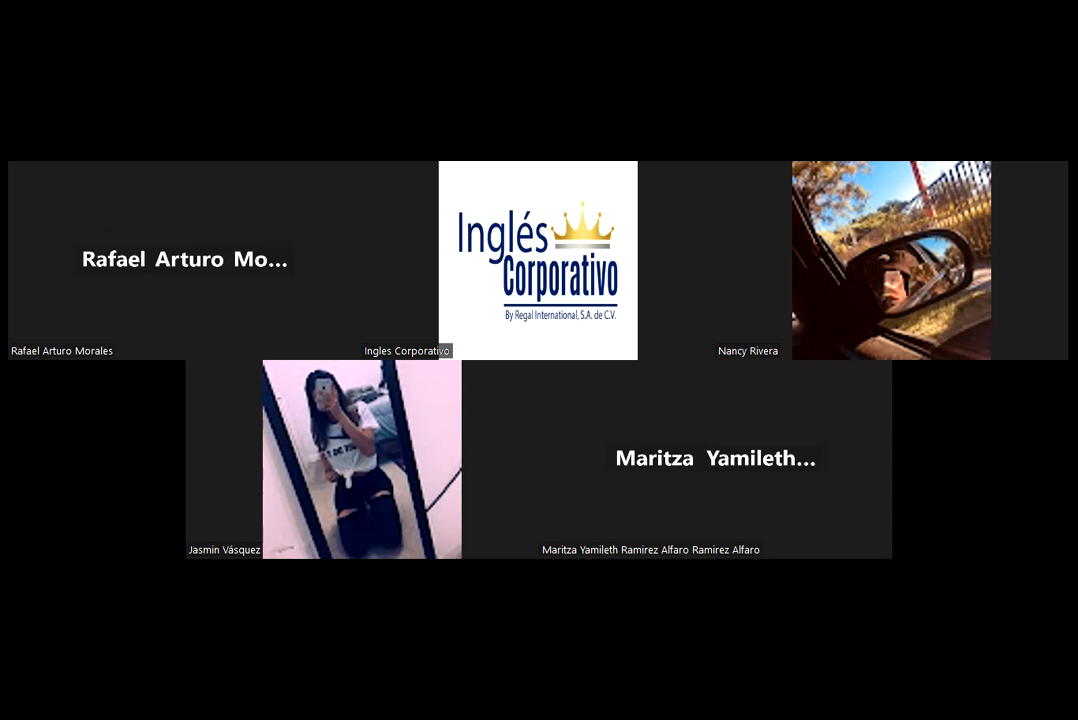 Rafael Arturo Mo...
Inglés
Corporativo
By Regal International, S.A. de C.V.
Rafael Arturo Morales
Ingles Corporativo
Nancy Rivera
Maritza Yamileth...
Jasmin Vásquez
Maritza Yamileth Ramirez Alfaro Ramirez Alfaro